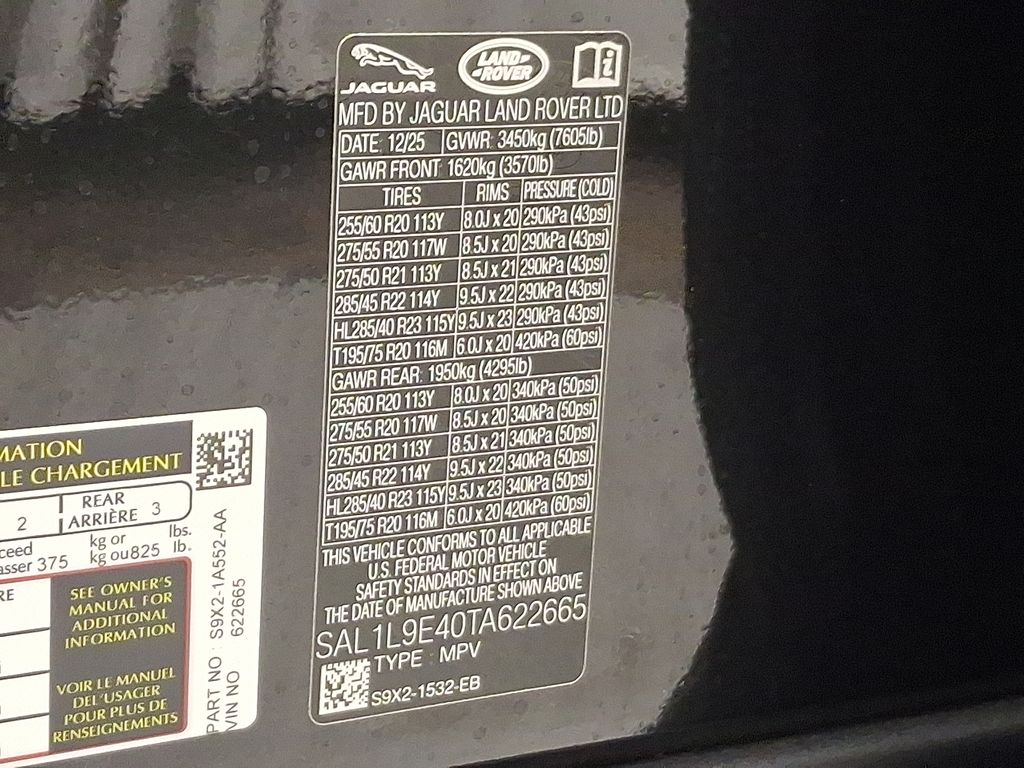 JAGUAR
LAND ROVER
i
MFD BY JAGUAR LAND ROVER LTD
DATE: 12/25 GVWR: 3450kg (7605lb)
GAWR FRONT 1620kg (3570lb)
TIRES RIMS PRESSURE (COLD)
255/60 R20 113Y 8.0J x 20 290kPa (43psi)
275/55 R20 117W 8.5J x 20 290kPa (43psi)
275/50 R21 113Y 8.5J x 21 290kPa (43psi)
285/45 R22 114Y 9.5J x 22 290kPa (43psi)
HL285/40 R23 115Y 9.5J x 23 290kPa (43psi)
T195/75 R20 116M 6.0J x 20 420kPa (60psi)
GAWR REAR: 1950kg (4295lb)
255/60 R20 113Y 8.0J x 20 340kPa (50psi)
275/55 R20 117W 8.5J x 20 340kPa (50psi)
275/50 R21 113Y 8.5J x 21 340kPa (50psi)
285/45 R22 114Y 9.5J x 22 340kPa (50psi)
HL285/40 R23 115Y 9.5J x 23 340kPa (50psi)
T195/75 R20 116M 6.0J x 20 420kPa (60psi)
THIS VEHICLE CONFORMS TO ALL APPLICABLE
U.S. FEDERAL MOTOR VEHICLE
SAFETY STANDARDS IN EFFECT ON
THE DATE OF MANUFACTURE SHOWN ABOVE
SAL1L9E40TA622665
TYPE : MPV
S9X2-1532-EB
MATION
LE CHARGEMENT
2 REAR
ARRIÈRE 3
ceed kg or lbs.
asser 375 kg ou 825 lb.
RE
SEE OWNER'S
MANUAL FOR
ADDITIONAL
INFORMATION
VOIR LE MANUEL
DEL'USAGER
POUR PLUS DE
RENSEIGNEMENTS
PART NO : S9X2-1A552-AA
VIN NO 622665